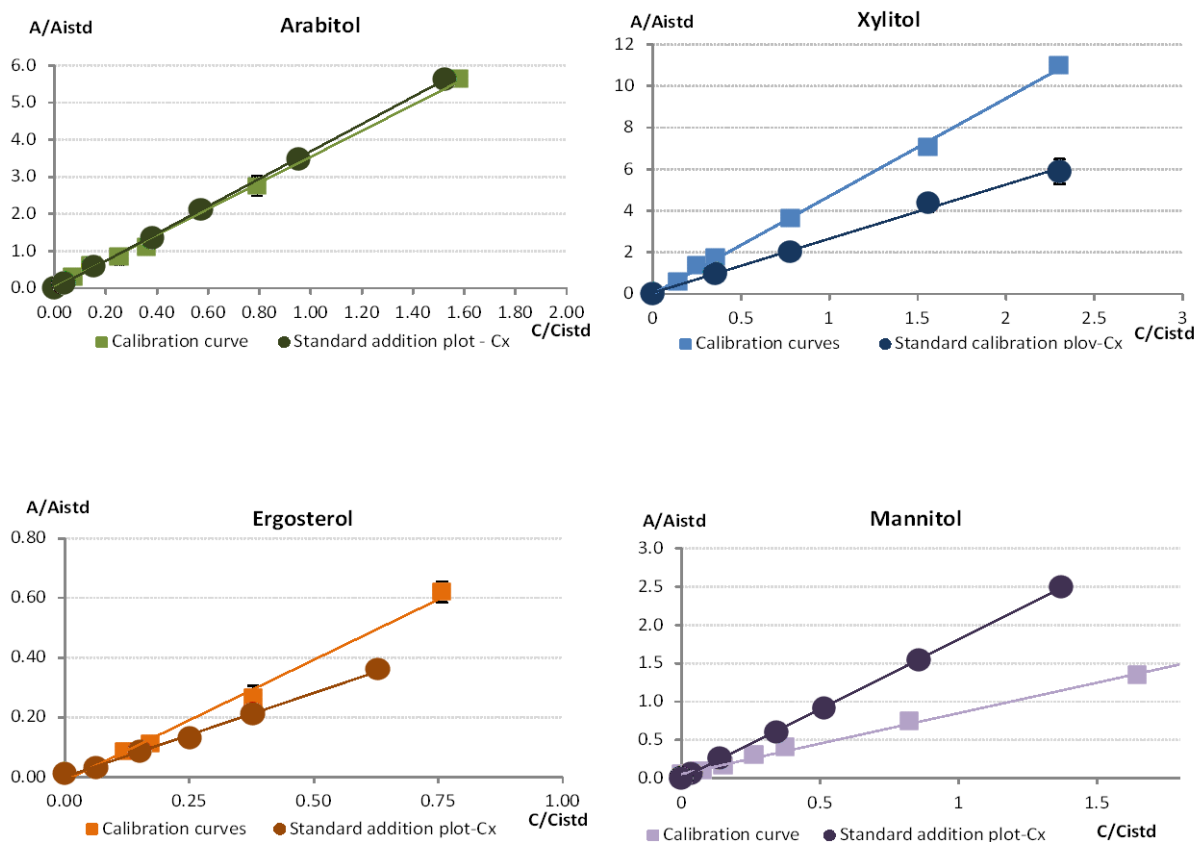 A/Aistd
Arabitol
6.0
5.0
4.0
3.0
2.0
1.0
0.0
0.00 0.20 0.40 0.60 0.80 1.00 1.20 1.40 1.60 1.80 2.00
C/Cistd
Calibration curve Standard addition plot - Cx
A/Aistd
Xylitol
12
10
8
6
4
2
0
0 0.5 1 1.5 2 2.5 3
C/Cistd
Calibration curves Standard calibration plov-Cx
A/Aistd
Ergosterol
0.80
0.60
0.40
0.20
0.00
0.00 0.25 0.50 0.75 1.00
Calibration curves Standard addition plot-Cx
C/Cistd
A/Aistd
Mannitol
3.0
2.5
2.0
1.5
1.0
0.5
0.0
0 0.5 1 1.5
C/Cistd
Calibration curve Standard addition plot-Cx